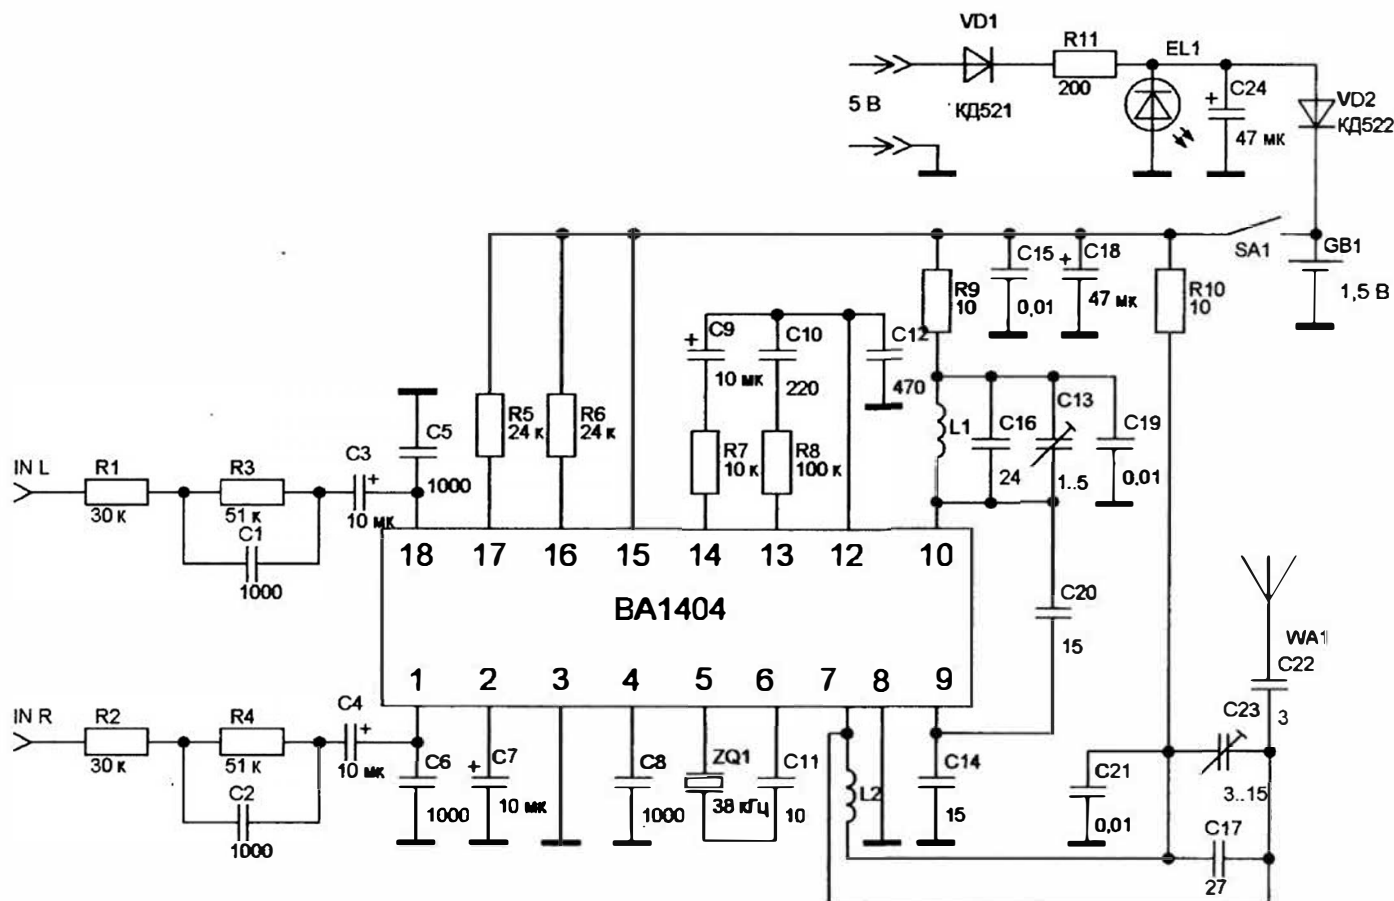 VD1
R11
EL1
C24
VD2
200
5 В
КД521
47 мк
КД522
SA1
GB1
1,5 В
R9
10
C15
0,01
C18
47 мк
R10
10
C9
10 мк
C10
220
C12
470
C5
1000
R5
24 к
R6
24 к
R7
10 к
R8
100 к
L1
C16
24
C13
1..5
C19
0,01
IN L
R1
30 к
R3
51 к
C1
1000
C3
10 мк
18 17 16 15 14 13 12 10
BA1404
1 2 3 4 5 6 7 8 9
C20
15
WA1
C22
3
IN R
R2
30 к
R4
51 к
C2
1000
C4
10 мк
C6
1000
C7
10 мк
C8
1000
ZQ1
38 кГц
C11
10
L2
C14
15
C21
0,01
C23
3..15
C17
27